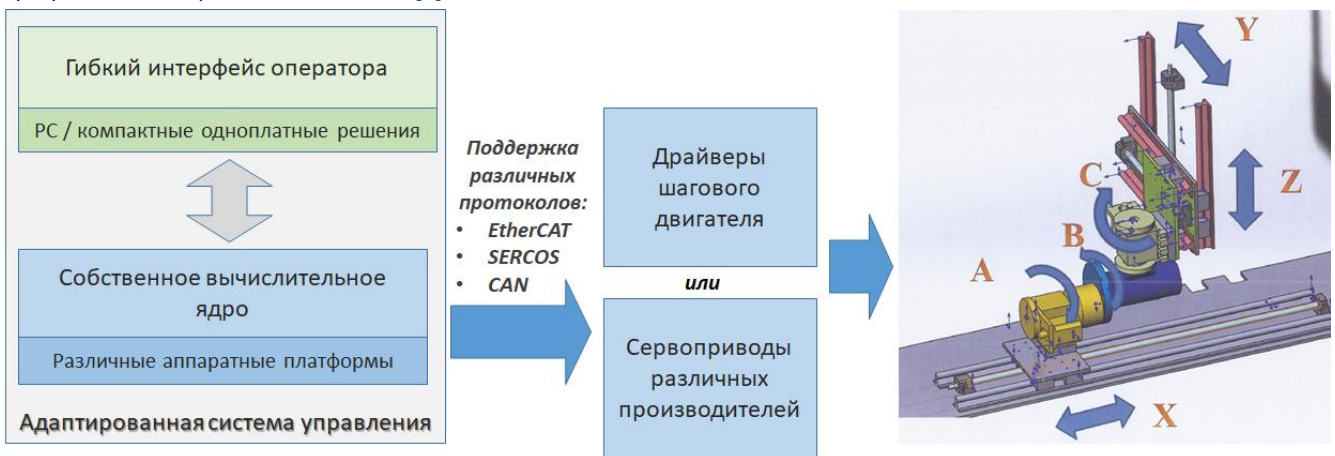 Гибкий интерфейс оператора
PC / компактные одноплатные решения
Собственное вычислительное
ядро
Различные аппаратные платформы
Адаптированная система управления
Поддержка
различных
протоколов:
• EtherCAT
• SERCOS
• CAN
Драйверы
шагового
двигателя
или
Сервоприводы
различных
производителей
Y
Z
C
B
A
X